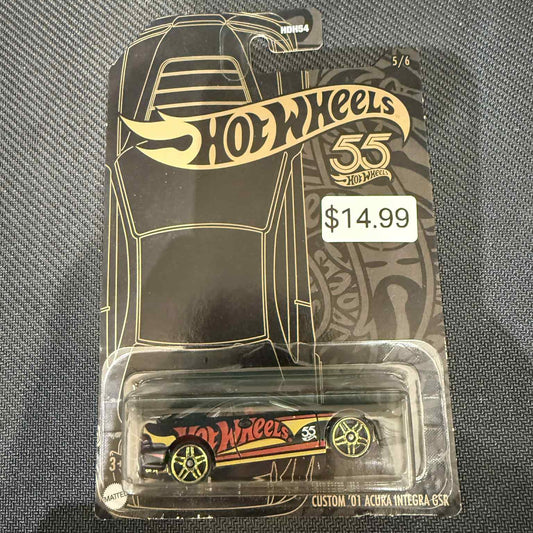 HDH54
5/6
HOT WHEELS
55
HOT WHEELS
$14.99
HOT WHEELS
55
3+
MATTEL
CUSTOM '01 ACURA INTEGRA GSR